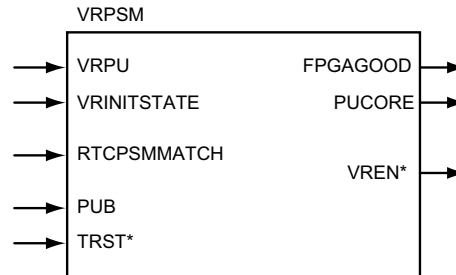 VRPSM
VRPU
FPGAGOOD
VRINITSTATE
PUCORE
RTCPSMMATCH
VREN*
PUB
TRST*